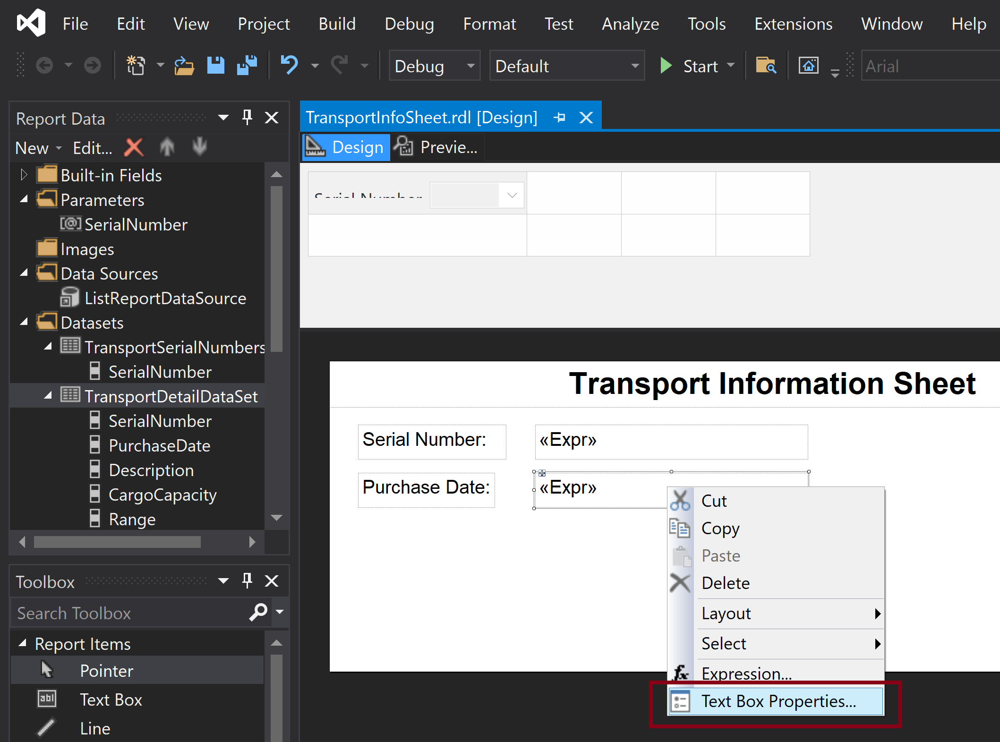 File Edit View Project Build Debug Format Test Analyze Tools Extensions Window Help
Debug Default Start Arial
Report Data
New Edit...
Built-in Fields
Parameters
[@] SerialNumber
Images
Data Sources
ListReportDataSource
Datasets
TransportSerialNumbers
SerialNumber
TransportDetailDataSet
SerialNumber
PurchaseDate
Description
CargoCapacity
Range
Toolbox
Search Toolbox
Report Items
Pointer
abl Text Box
Line
TransportInfoSheet.rdl [Design]
Design Previe...
Serial Number
Transport Information Sheet
Serial Number: «Expr»
Purchase Date: «Expr»
Cut
Copy
Paste
Delete
Layout
Select
fx Expression...
Text Box Properties...